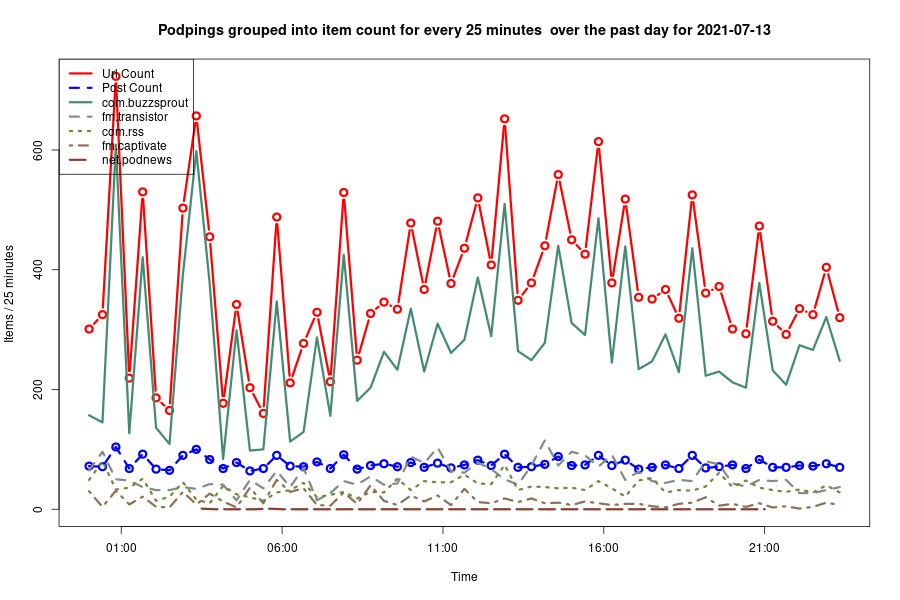 Podpings grouped into item count for every 25 minutes  over the past day for 2021-07-13
Url Count
Post Count
com.buzzsprout
fm.transistor
com.rss
fm.captivate
net.podnews
Items / 25 minutes
600
400
200
0
01:00 06:00 11:00 16:00 21:00
Time